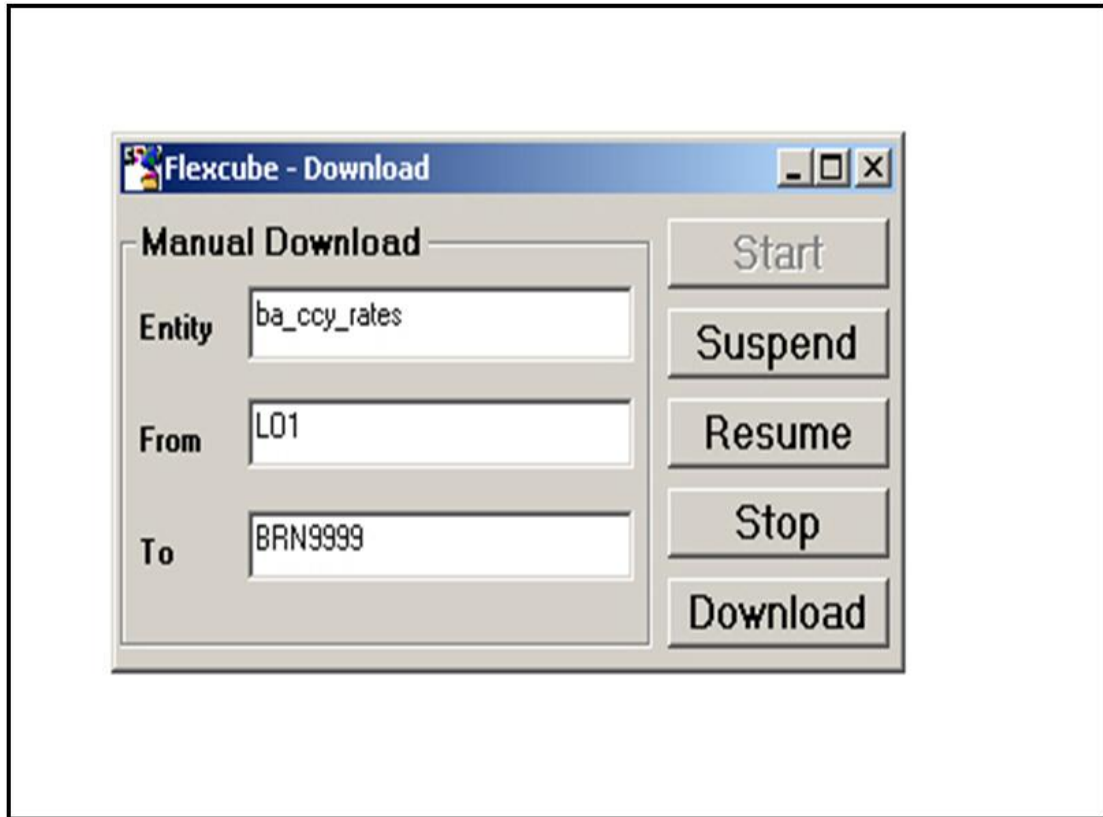 Flexcube - Download
Manual Download
Entity
ba_ccy_rates
From
L01
To
BRN9999
Start
Suspend
Resume
Stop
Download